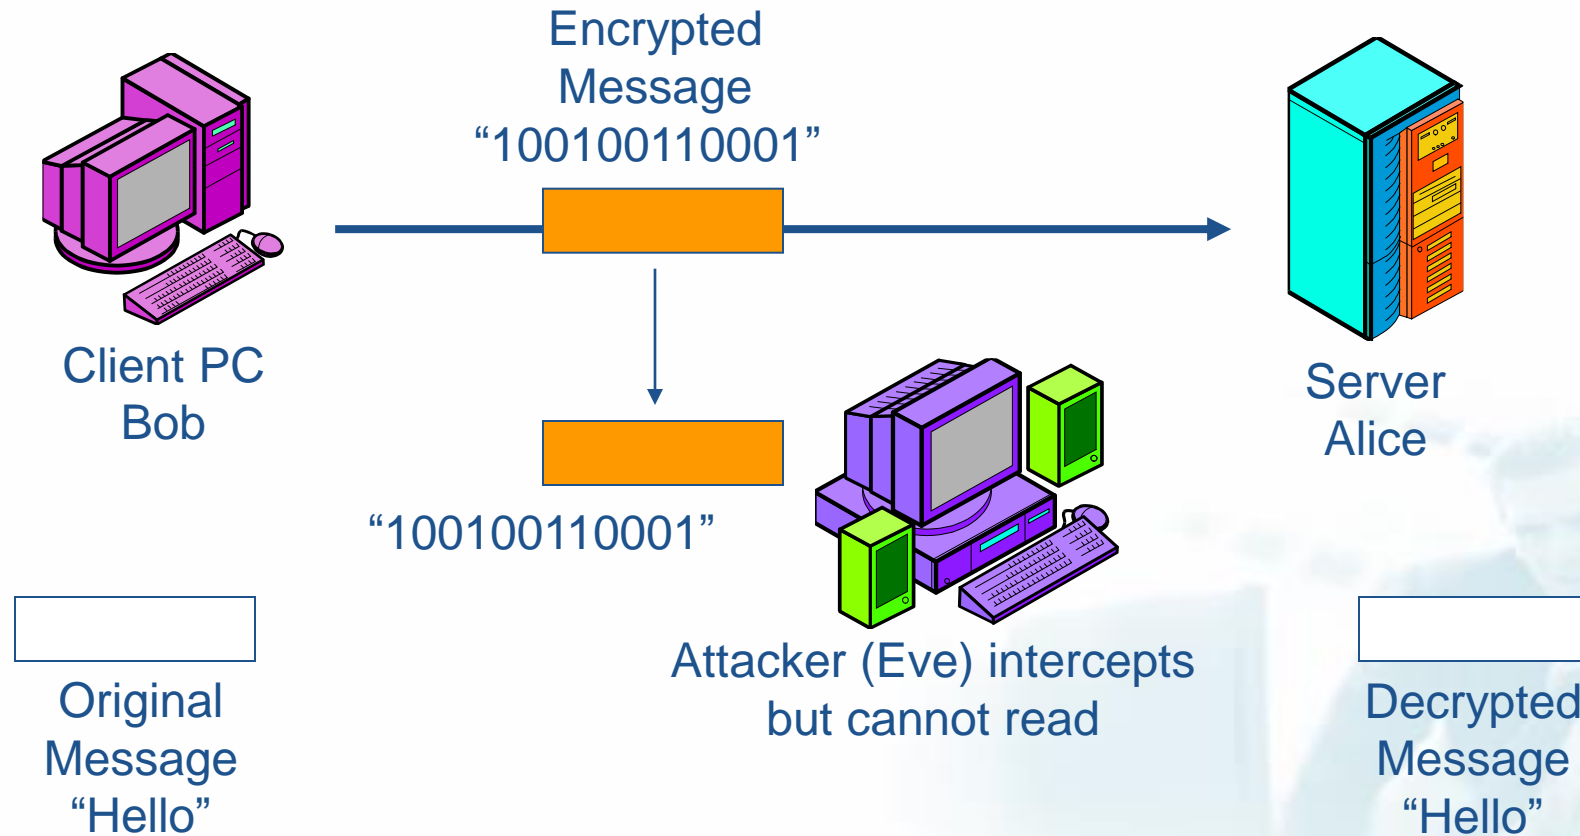 Encrypted
Message
“100100110001”
Client PC
Bob
Server
Alice
“100100110001”
Attacker (Eve) intercepts
but cannot read
Original
Message
“Hello”
Decrypted
Message
“Hello”